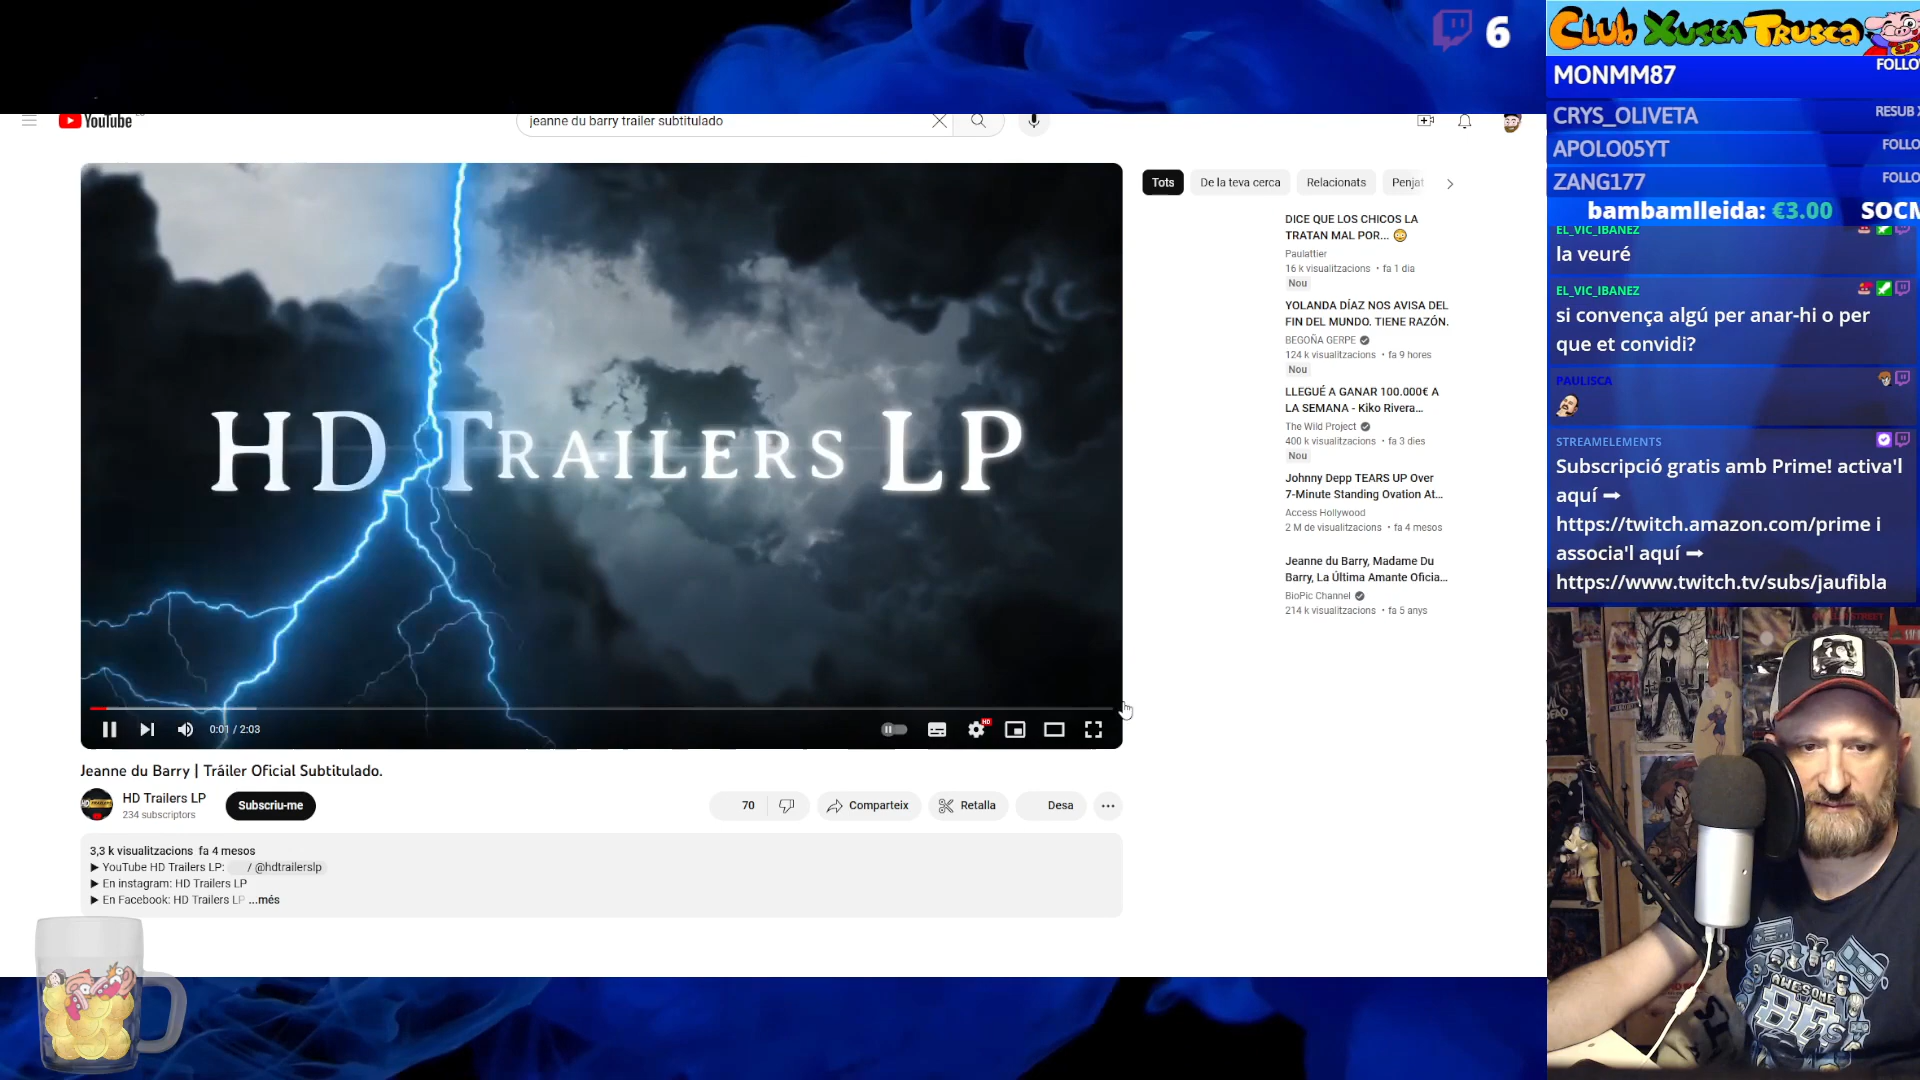 6
Club Xusca Trusca
FOLLO
MONMM87
CRYS_OLIVETA
RESUB X
APOLO05YT
FOLLO
ZANG177
FOLLO
bambamlleida: €3.00 SOCM
EL_VIC_IBANEZ
la veuré
EL_VIC_IBANEZ
si convença algú per anar-hi o per
que et convidi?
PAULISCA
STREAMELEMENTS
Subscripció gratis amb Prime! activa'l
aquí ➞
https://twitch.amazon.com/prime i
associa'l aquí ➞
https://www.twitch.tv/subs/jaufibla
YouTube
jeanne du barry trailer subtitulado
HD TRAILERS LP
0:01 / 2:03
HD
Jeanne du Barry | Tráiler Oficial Subtitulado.
HD Trailers LP
234 subscriptors
Subscriu-me
70
Comparteix
Retalla
Desa
3,3 k visualitzacions fa 4 mesos
▶ YouTube HD Trailers LP: / @hdtrailerslp
▶ En instagram: HD Trailers LP
▶ En Facebook: HD Trailers LP ...més
Tots
De la teva cerca
Relacionats
Penjat
DICE QUE LOS CHICOS LA
TRATAN MAL POR... 😳
Paulattier
16 k visualitzacions • fa 1 dia
Nou
YOLANDA DÍAZ NOS AVISA DEL
FIN DEL MUNDO. TIENE RAZÓN.
BEGOÑA GERPE
124 k visualitzacions • fa 9 hores
Nou
LLEGUÉ A GANAR 100.000€ A
LA SEMANA - Kiko Rivera...
The Wild Project
400 k visualitzacions • fa 3 dies
Nou
Johnny Depp TEARS UP Over
7-Minute Standing Ovation At...
Access Hollywood
2 M de visualitzacions • fa 4 mesos
Jeanne du Barry, Madame Du
Barry, La Última Amante Oficia...
BioPic Channel
214 k visualitzacions • fa 5 anys
AWESOME
80s